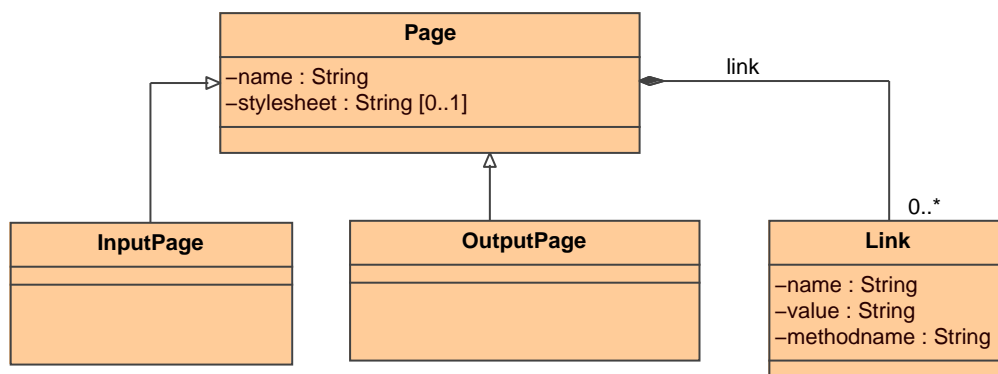 Page
–name : String
–stylesheet : String [0..1]
link
0..*
InputPage
OutputPage
Link
–name : String
–value : String
–methodname : String